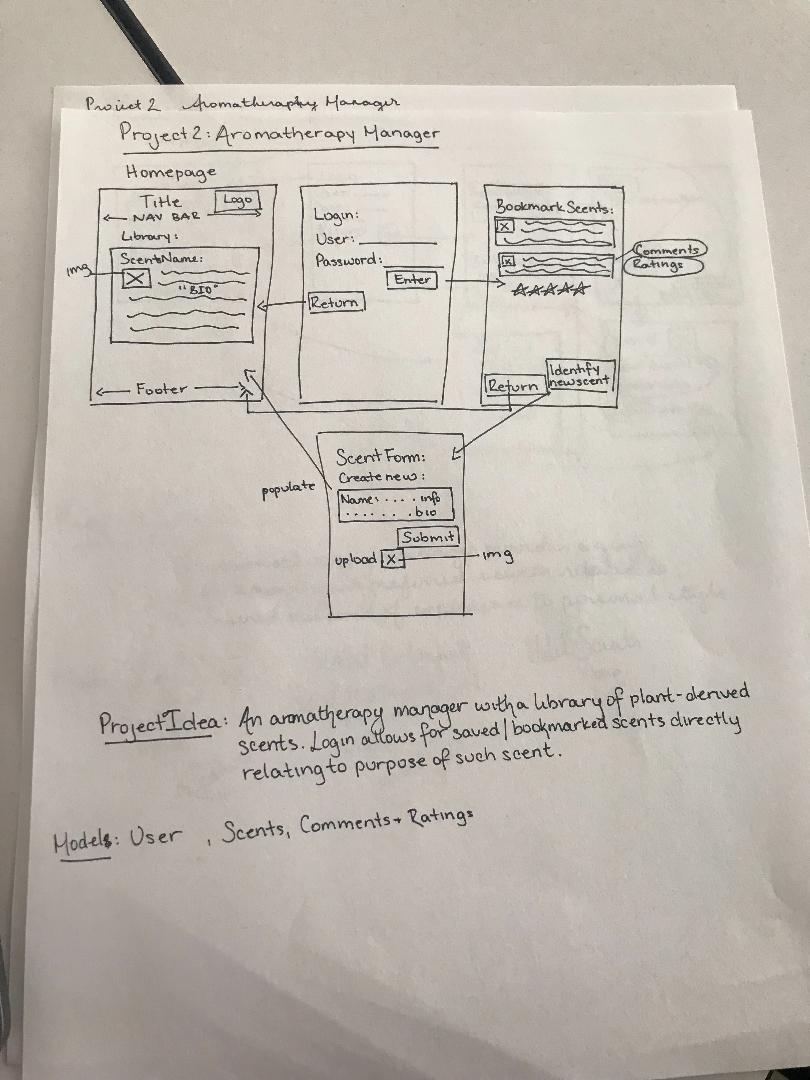 Project 2 Aromatheraphy Manager
Project 2: Aromatherapy Manager
Homepage
Title
Logo
NAV BAR
Library:
Scents Name:
img
"BIO"
Footer
Login:
User:
Password:
Enter
Return
Bookmark Scents:
Comments
Ratings
Return
Identify
new scent
populate
Scent Form:
Create new:
Name: . . . . info
. . . . . . . bio
Submit
upload
img
Project Idea: An aromatherapy manager with a library of plant-derived
scents. Login allows for saved/bookmarked scents directly
relating to purpose of such scent.
Models: User , Scents, Comments + Ratings